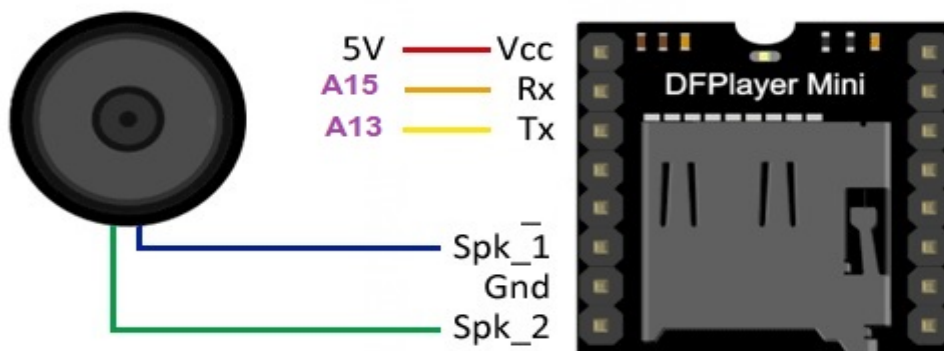 5V Vcc
A15 Rx
A13 Tx
DFPlayer Mini
_
Spk_1
Gnd
Spk_2